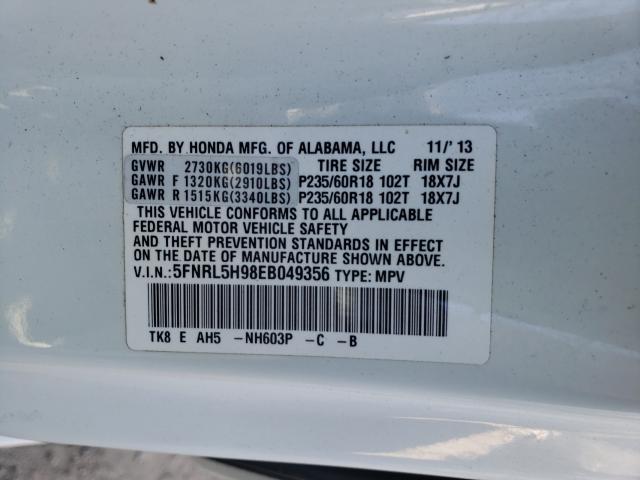 MFD. BY HONDA MFG. OF ALABAMA, LLC 11/'13
GVWR 2730KG(6019LBS) TIRE SIZE RIM SIZE
GAWR F 1320KG(2910LBS) P235/60R18 102T 18X7J
GAWR R 1515KG(3340LBS) P235/60R18 102T 18X7J
THIS VEHICLE CONFORMS TO ALL APPLICABLE
FEDERAL MOTOR VEHICLE SAFETY
AND THEFT PREVENTION STANDARDS IN EFFECT
ON THE DATE OF MANUFACTURE SHOWN ABOVE.
V.I.N.: 5FNRL5H98EB049356 TYPE: MPV
TK8 E AH5 -NH603P -C -B